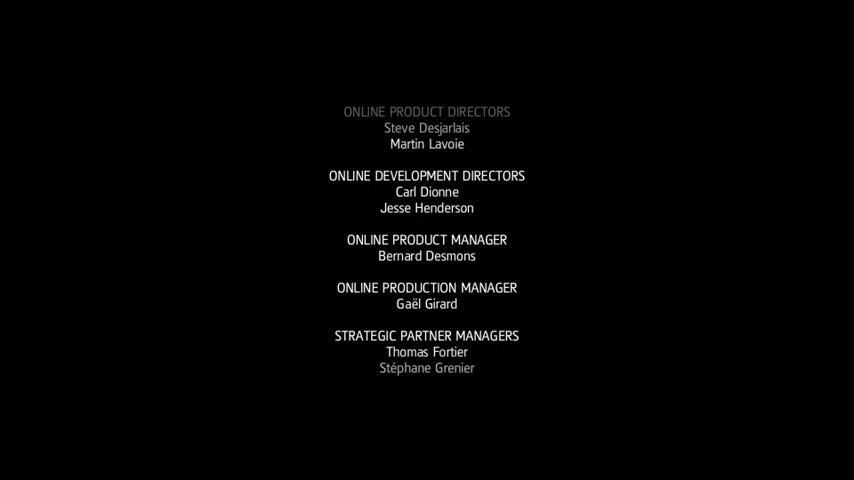 ONLINE PRODUCT DIRECTORS
Steve Desjarlais
Martin Lavoie
ONLINE DEVELOPMENT DIRECTORS
Carl Dionne
Jesse Henderson
ONLINE PRODUCT MANAGER
Bernard Desmons
ONLINE PRODUCTION MANAGER
Gaël Girard
STRATEGIC PARTNER MANAGERS
Thomas Fortier
Stéphane Grenier